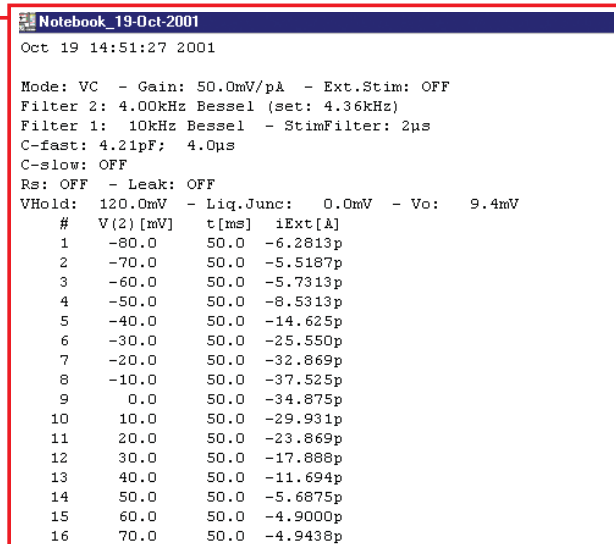 Notebook_19-Oct-2001
Oct 19 14:51:27 2001
Mode: VC - Gain: 50.0mV/pA - Ext.Stim: OFF
Filter 2: 4.00kHz Bessel (set: 4.36kHz)
Filter 1: 10kHz Bessel - StimFilter: 2µs
C-fast: 4.21pF; 4.0µs
C-slow: OFF
Rs: OFF - Leak: OFF
VHold: 120.0mV - Liq.Junc: 0.0mV - Vo: 9.4mV
# V(2)[mV] t[ms] iExt[A]
1 -80.0 50.0 -6.2813p
2 -70.0 50.0 -5.5187p
3 -60.0 50.0 -5.7313p
4 -50.0 50.0 -8.5313p
5 -40.0 50.0 -14.625p
6 -30.0 50.0 -25.550p
7 -20.0 50.0 -32.869p
8 -10.0 50.0 -37.525p
9 0.0 50.0 -34.875p
10 10.0 50.0 -29.931p
11 20.0 50.0 -23.869p
12 30.0 50.0 -17.888p
13 40.0 50.0 -11.694p
14 50.0 50.0 -5.6875p
15 60.0 50.0 -4.9000p
16 70.0 50.0 -4.9438p